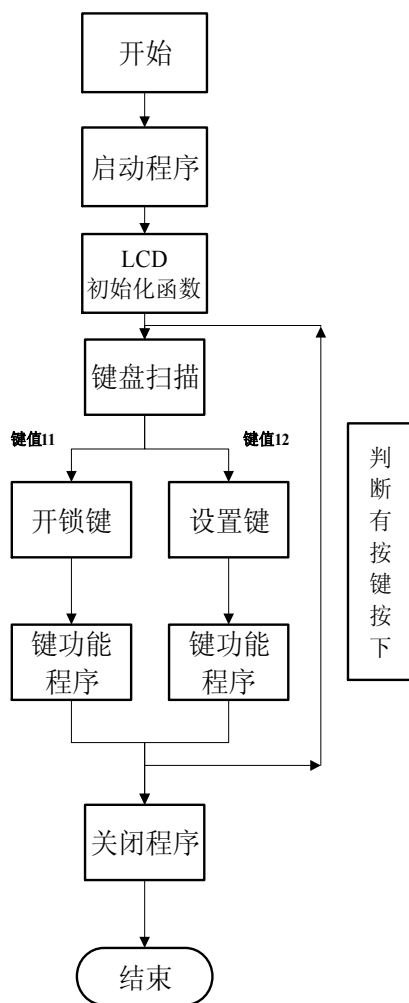 开始
启动程序
LCD
初始化函数
键盘扫描
键值11
键值12
开锁键
设置键
键功能
程序
键功能
程序
判
断
有
按
键
按
下
关闭程序
结束